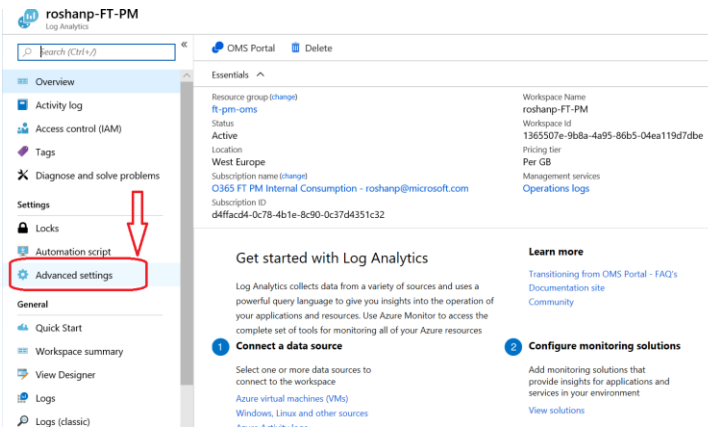 roshanp-FT-PM
Log Analytics
Search (Ctrl+/)
«
Overview
Activity log
Access control (IAM)
Tags
Diagnose and solve problems
Settings
Locks
Automation script
Advanced settings
General
Quick Start
Workspace summary
View Designer
Logs
Logs (classic)
OMS Portal
Delete
Essentials
Resource group (change)
ft-pm-oms
Status
Active
Location
West Europe
Subscription name (change)
O365 FT PM Internal Consumption - roshanp@microsoft.com
Subscription ID
d4ffacd4-0c78-4b1e-8c90-0c37d4351c32
Workspace Name
roshanp-FT-PM
Workspace Id
1365507e-9b8a-4a95-86b5-04ea119d7dbe
Pricing tier
Per GB
Management services
Operations logs
Get started with Log Analytics
Log Analytics collects data from a variety of sources and uses a
powerful query language to give you insights into the operation of
your applications and resources. Use Azure Monitor to access the
complete set of tools for monitoring all of your Azure resources
Learn more
Transitioning from OMS Portal - FAQ's
Documentation site
Community
1 Connect a data source
Select one or more data sources to
connect to the workspace
Azure virtual machines (VMs)
Windows, Linux and other sources
Azure Activity logs
2 Configure monitoring solutions
Add monitoring solutions that
provide insights for applications and
services in your environment
View solutions